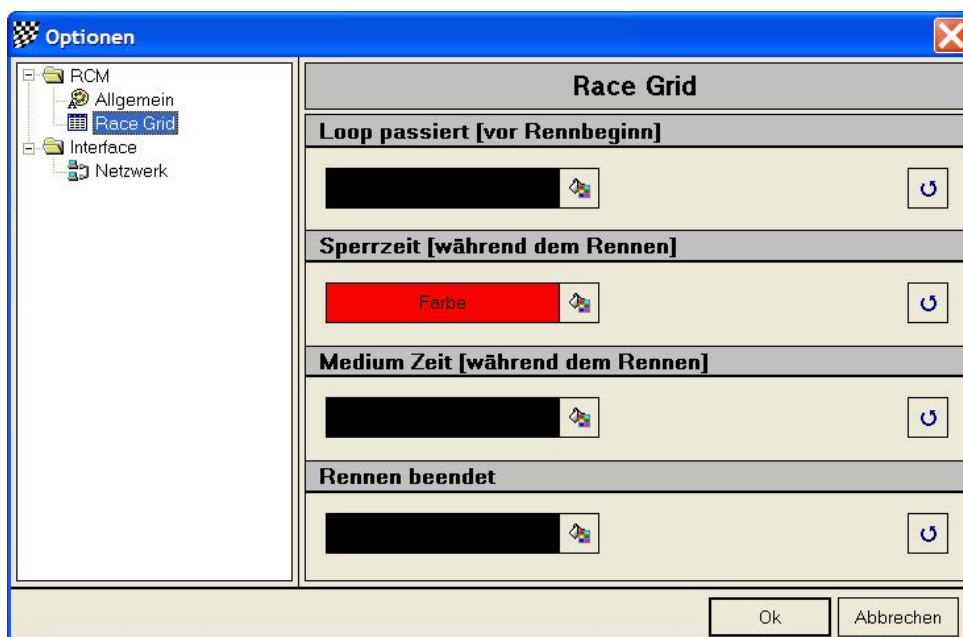 Optionen
RCM
Allgemein
Race Grid
Interface
Netzwerk
Race Grid
Loop passiert [vor Rennbeginn]
Sperrzeit [während dem Rennen]
Farbe
Medium Zeit [während dem Rennen]
Rennen beendet
Ok
Abbrechen